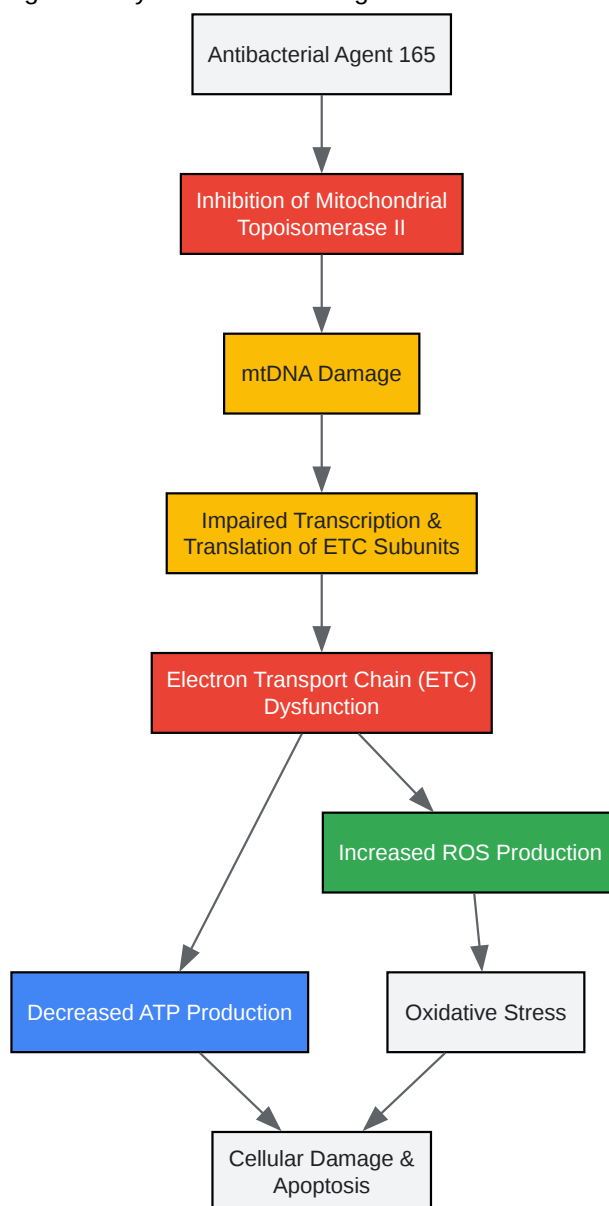 Antibacterial Agent 165
Inhibition of Mitochondrial
Topoisomerase II
mtDNA Damage
Impaired Transcription &
Translation of ETC Subunits
Electron Transport Chain (ETC)
Dysfunction
Increased ROS Production
Decreased ATP Production
Oxidative Stress
Cellular Damage &
Apoptosis